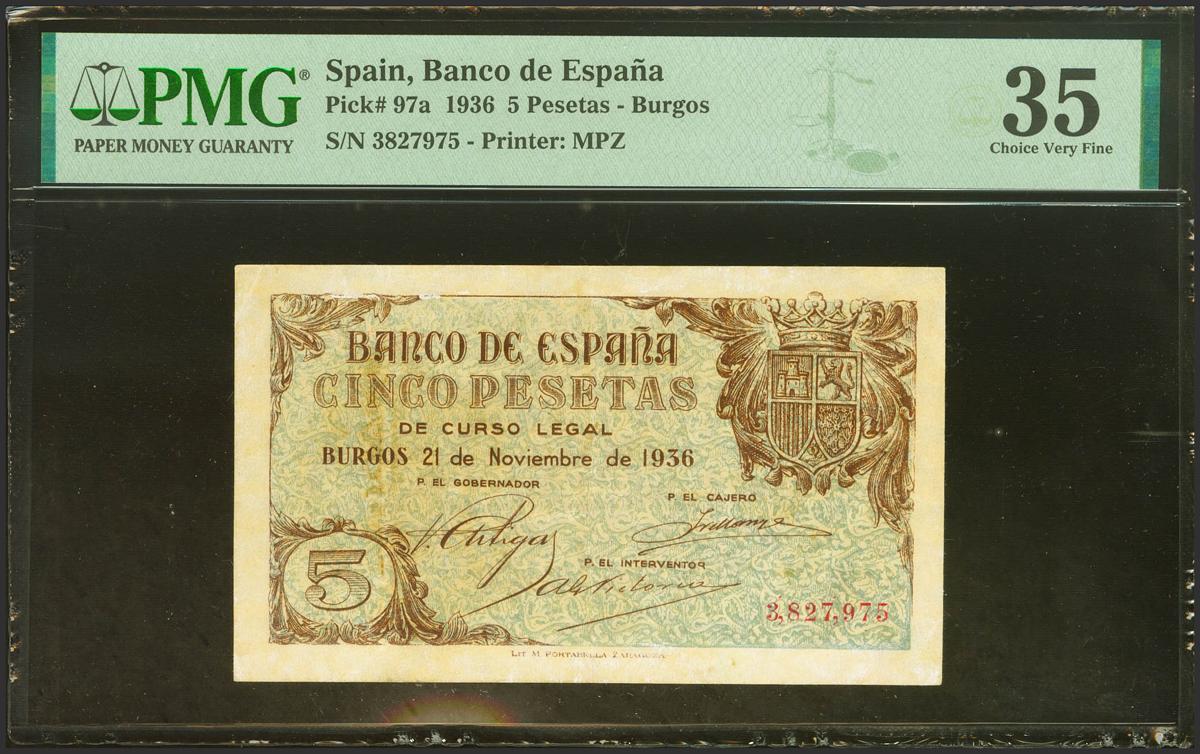 PMG®
PAPER MONEY GUARANTY
Spain, Banco de España
Pick# 97a 1936 5 Pesetas - Burgos
S/N 3827975 - Printer: MPZ
35
Choice Very Fine
BANCO DE ESPAÑA
CINCO PESETAS
DE CURSO LEGAL
BURGOS 21 de Noviembre de 1936
P. EL GOBERNADOR
P. EL CAJERO
P. EL INTERVENTOR
5
3,827,975
LIT. M. PORTABELLA ZARAGOZA